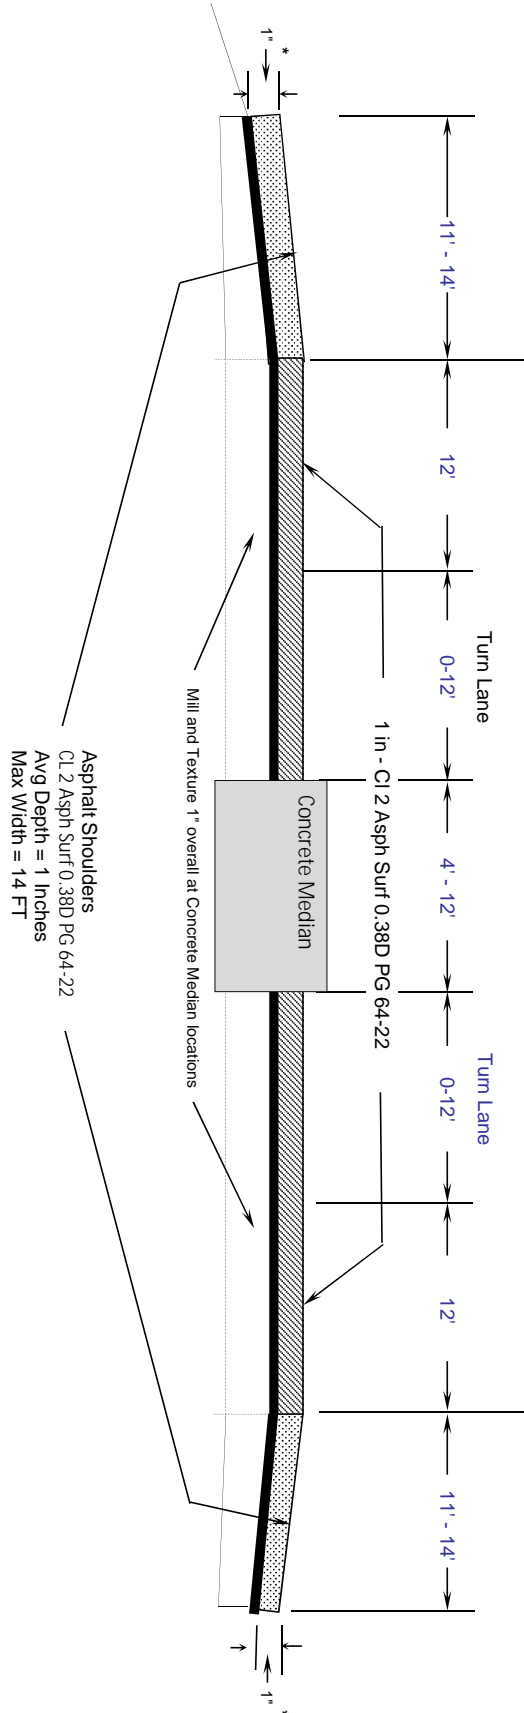 1" *
11' - 14'
12'
Turn Lane
0-12'
4' - 12'
Turn Lane
0-12'
12'
11' - 14'
1 in - Cl 2 Asph Surf 0.38D PG 64-22
Concrete Median
Mill and Texture 1" overall at Concrete Median locations
Asphalt Shoulders
CL 2 Asph Surf 0.38D PG 64-22
Avg Depth = 1 Inches
Max Width = 14 FT
1"